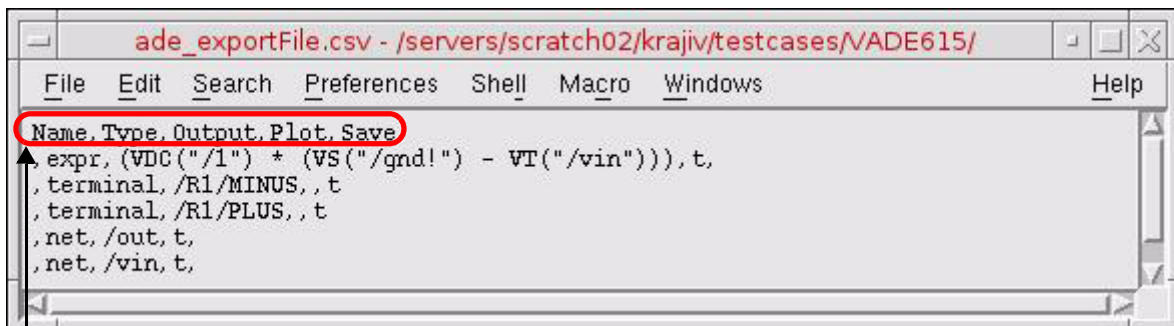 ade_exportFile.csv - /servers/scratch02/krajiv/testcases/VADE615/
File Edit Search Preferences Shell Macro Windows Help
Name,Type,Output,Plot,Save
,expr,(VDC("/1") * (VS("/gnd!") - VT("/vin"))),t,
,terminal,/R1/MINUS,,t
,terminal,/R1/PLUS,,t
,net,/out,t,
,net,/vin,t,